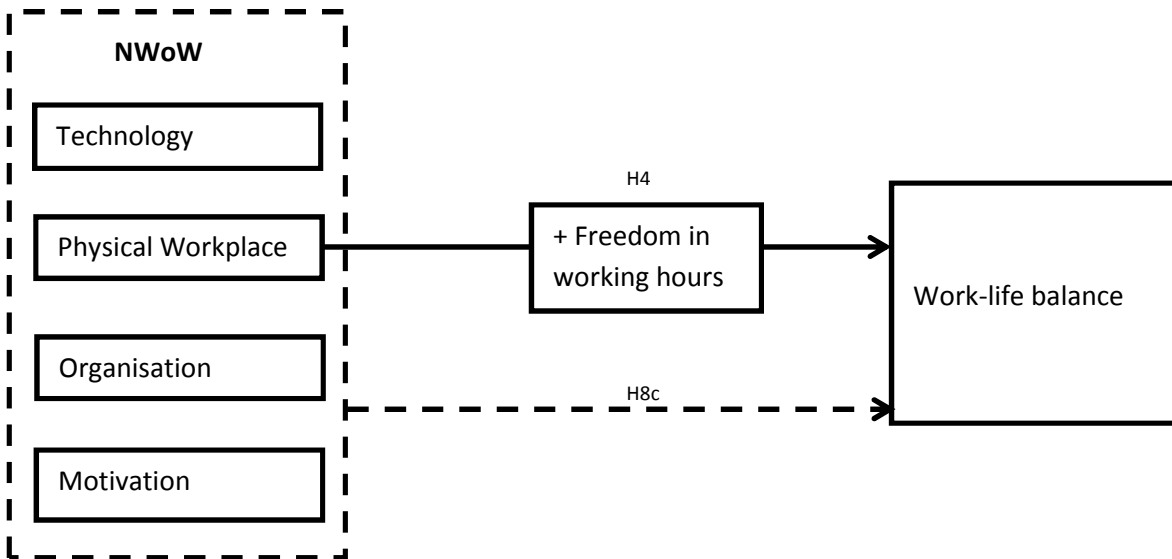 NWoW
Technology
Physical Workplace
Organisation
Motivation
H4
+ Freedom in
working hours
H8c
Work-life balance